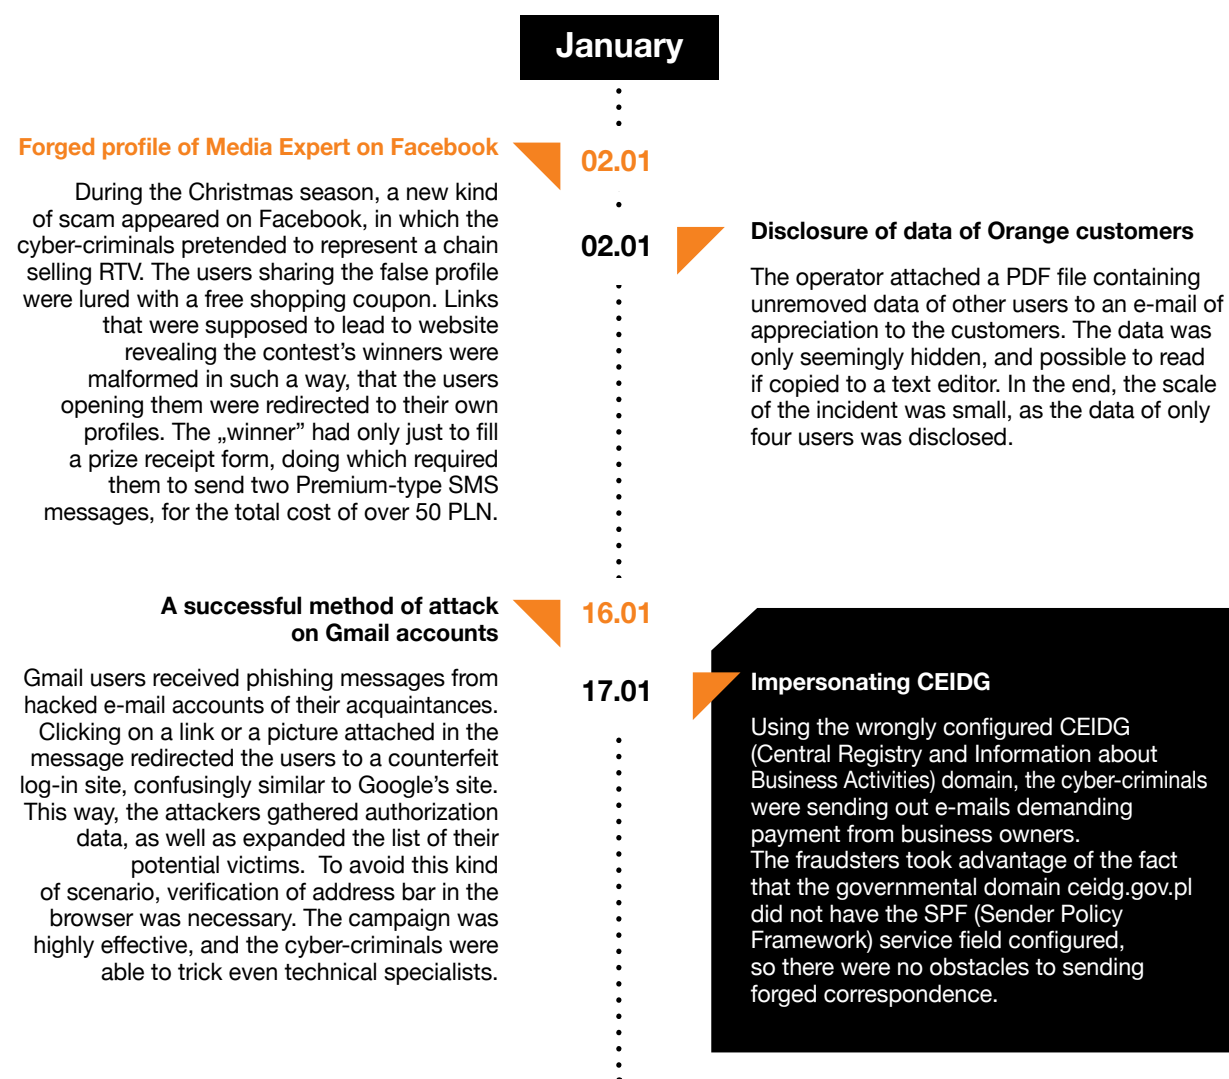 January
02.01
Forged profile of Media Expert on Facebook
During the Christmas season, a new kind
of scam appeared on Facebook, in which the
cyber-criminals pretended to represent a chain
selling RTV. The users sharing the false profile
were lured with a free shopping coupon. Links
that were supposed to lead to website
revealing the contest’s winners were
malformed in such a way, that the users
opening them were redirected to their own
profiles. The „winner” had only just to fill
a prize receipt form, doing which required
them to send two Premium-type SMS
messages, for the total cost of over 50 PLN.
02.01
Disclosure of data of Orange customers
The operator attached a PDF file containing
unremoved data of other users to an e-mail of
appreciation to the customers. The data was
only seemingly hidden, and possible to read
if copied to a text editor. In the end, the scale
of the incident was small, as the data of only
four users was disclosed.
16.01
A successful method of attack
on Gmail accounts
Gmail users received phishing messages from
hacked e-mail accounts of their acquaintances.
Clicking on a link or a picture attached in the
message redirected the users to a counterfeit
log-in site, confusingly similar to Google’s site.
This way, the attackers gathered authorization
data, as well as expanded the list of their
potential victims.  To avoid this kind
of scenario, verification of address bar in the
browser was necessary. The campaign was
highly effective, and the cyber-criminals were
able to trick even technical specialists.
17.01
Impersonating CEIDG
Using the wrongly configured CEIDG
(Central Registry and Information about
Business Activities) domain, the cyber-criminals
were sending out e-mails demanding
payment from business owners.
The fraudsters took advantage of the fact
that the governmental domain ceidg.gov.pl
did not have the SPF (Sender Policy
Framework) service field configured,
so there were no obstacles to sending
forged correspondence.